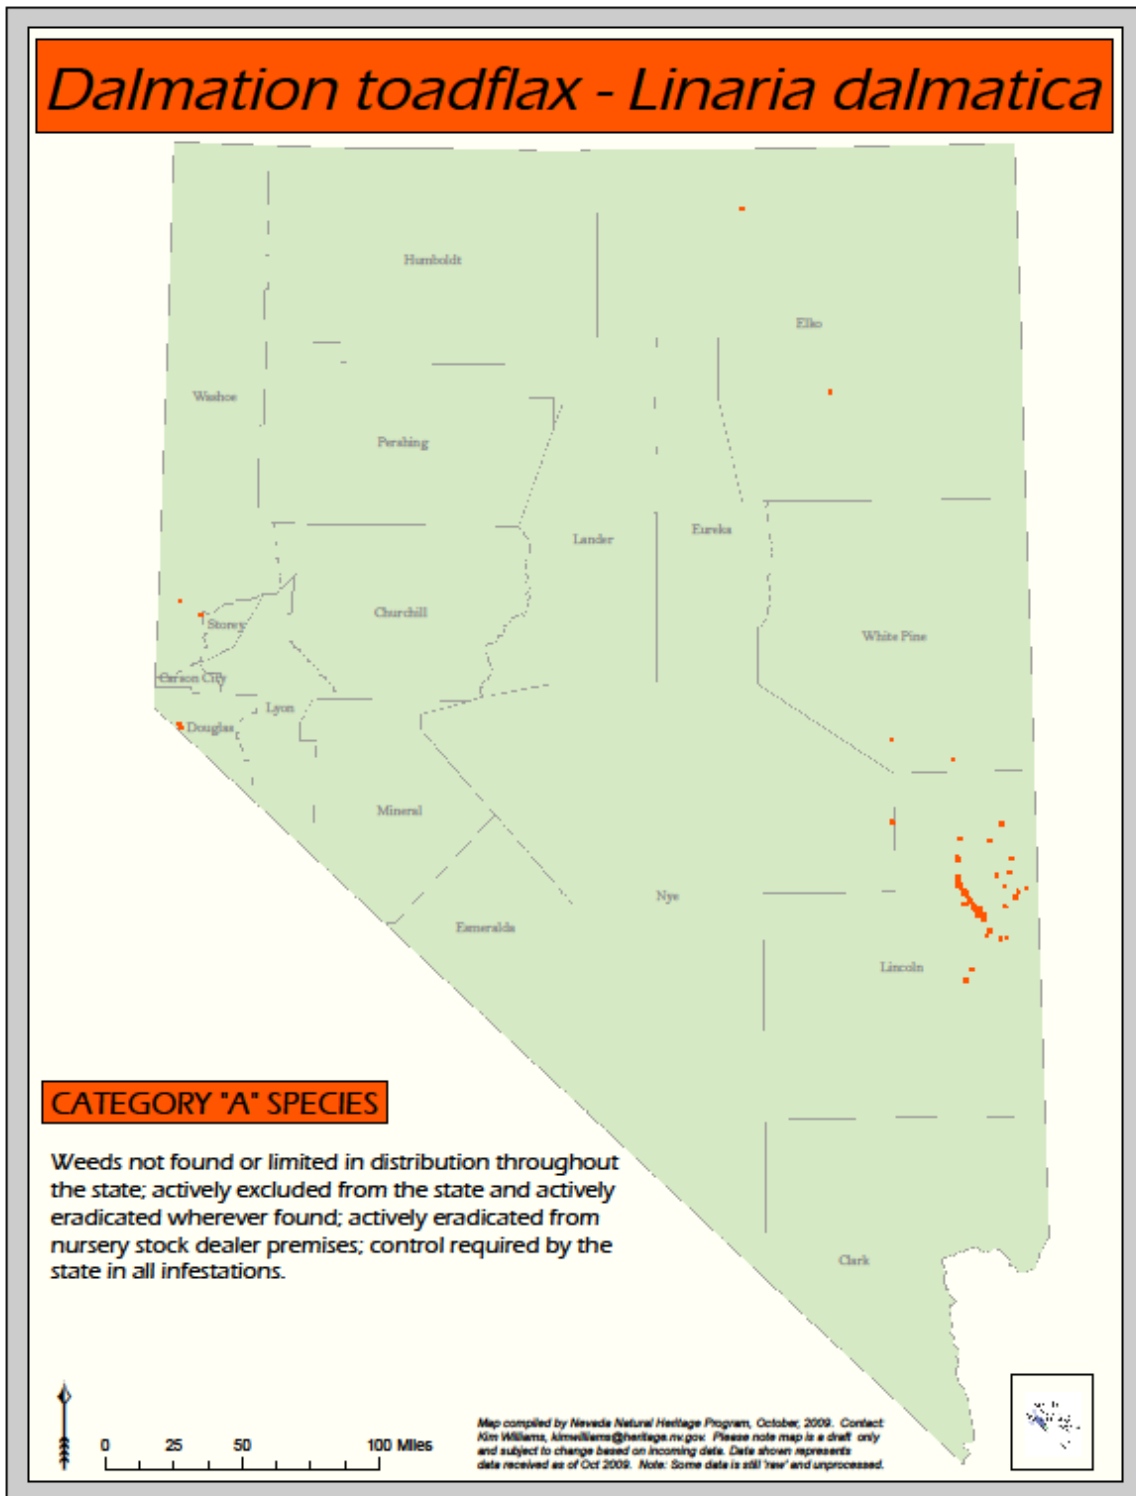 Dalmation toadflax - Linaria dalmatica
Humboldt
Elko
Washoe
Pershing
Lander
Eureka
Churchill
Storey
White Pine
Carson City
Lyon
Douglas
Mineral
Nye
Esmeralda
Lincoln
CATEGORY "A" SPECIES
Weeds not found or limited in distribution throughout
the state; actively excluded from the state and actively
eradicated wherever found; actively eradicated from
nursery stock dealer premises; control required by the
state in all infestations.
Clark
0 25 50 100 Miles
Map compiled by Nevada Natural Heritage Program, October, 2009. Contact:
Kim Williams, kimwilliams@heritage.nv.gov. Please note map is a draft only
and subject to change based on incoming data. Data shown represents
data received as of Oct 2009. Note: Some data is still 'raw' and unprocessed.